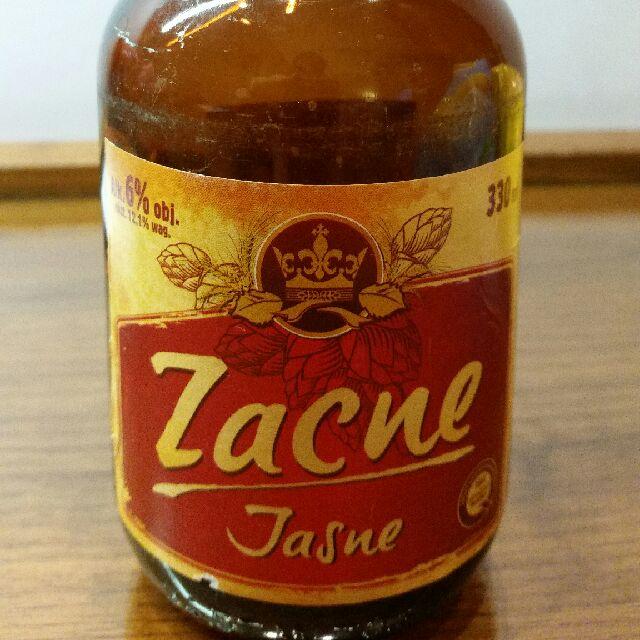 6% obj.
12,1% wag.
330
Zacne
Jasne